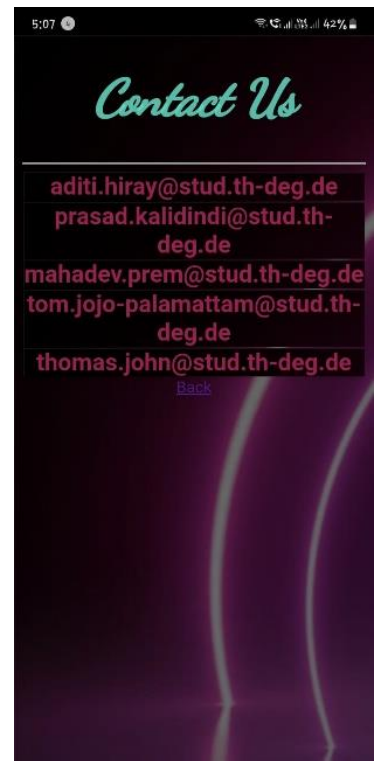 5:07
42%
Contact Us
aditi.hiray@stud.th-deg.de
prasad.kalidindi@stud.th-
deg.de
mahadev.prem@stud.th-deg.de
tom.jojo-palamattam@stud.th-
deg.de
thomas.john@stud.th-deg.de
Back